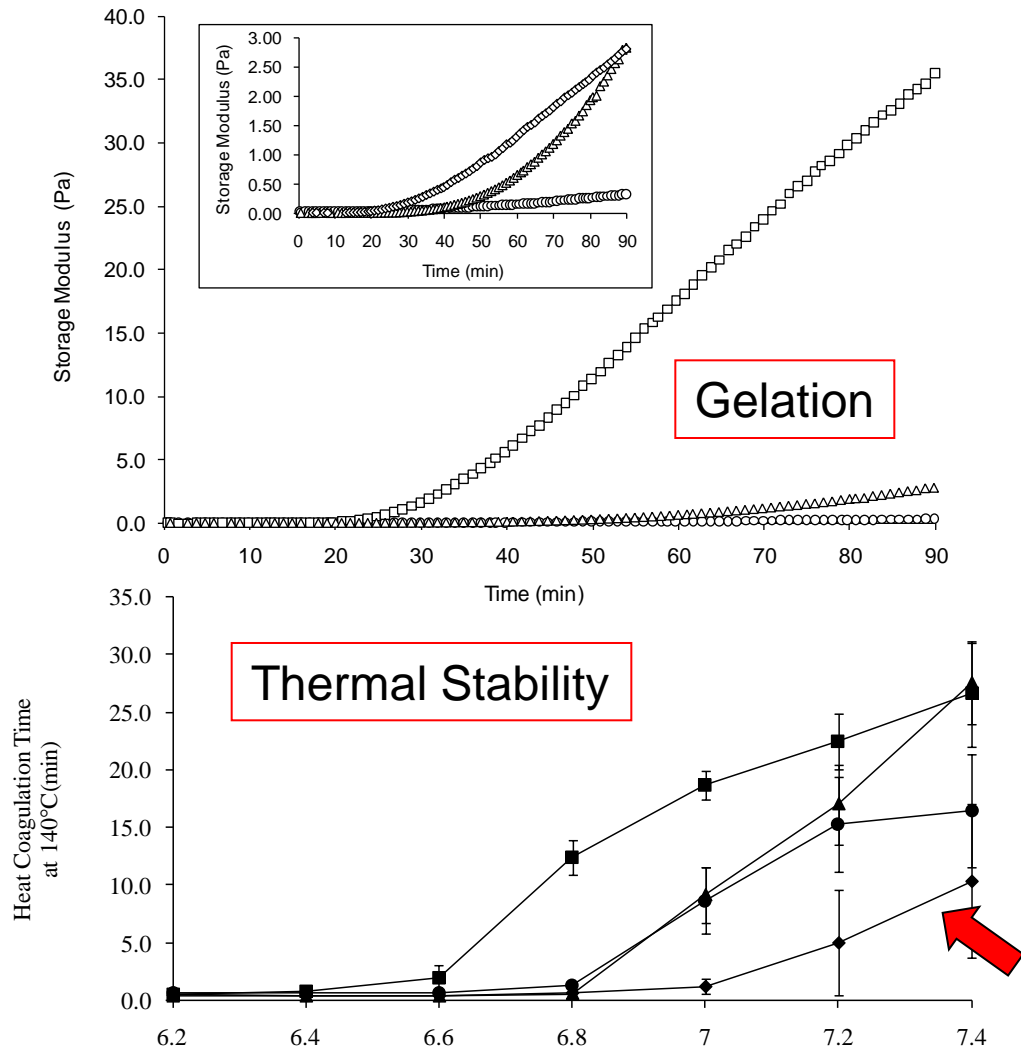 40.0
35.0
30.0
25.0
20.0
15.0
10.0
5.0
0.0
Storage Modulus (Pa)
3.00
2.50
2.00
1.50
1.00
0.50
0.00
Storage Modulus (Pa)
0 10 20 30 40 50 60 70 80 90
Time (min)
Gelation
0 10 20 30 40 50 60 70 80 90
Time (min)
35.0
30.0
25.0
20.0
15.0
10.0
5.0
0.0
Heat Coagulation Time
at 140°C(min)
Thermal Stability
6.2 6.4 6.6 6.8 7 7.2 7.4